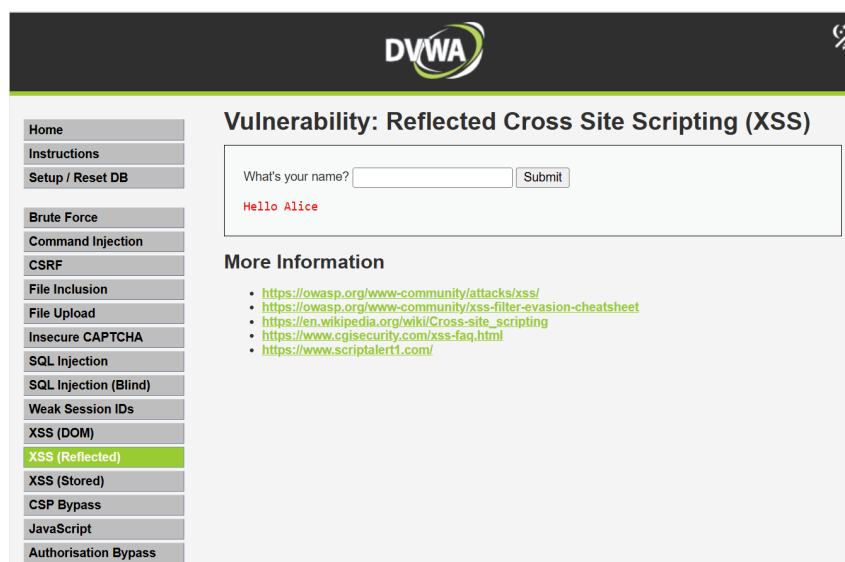 DVWA
Home
Instructions
Setup / Reset DB
Brute Force
Command Injection
CSRF
File Inclusion
File Upload
Insecure CAPTCHA
SQL Injection
SQL Injection (Blind)
Weak Session IDs
XSS (DOM)
XSS (Reflected)
XSS (Stored)
CSP Bypass
JavaScript
Authorisation Bypass
Vulnerability: Reflected Cross Site Scripting (XSS)
What's your name? Submit
Hello Alice
More Information
https://owasp.org/www-community/attacks/xss/
https://owasp.org/www-community/xss-filter-evasion-cheatsheet
https://en.wikipedia.org/wiki/Cross-site_scripting
https://www.cgisecurity.com/xss-faq.html
https://www.scriptalert1.com/